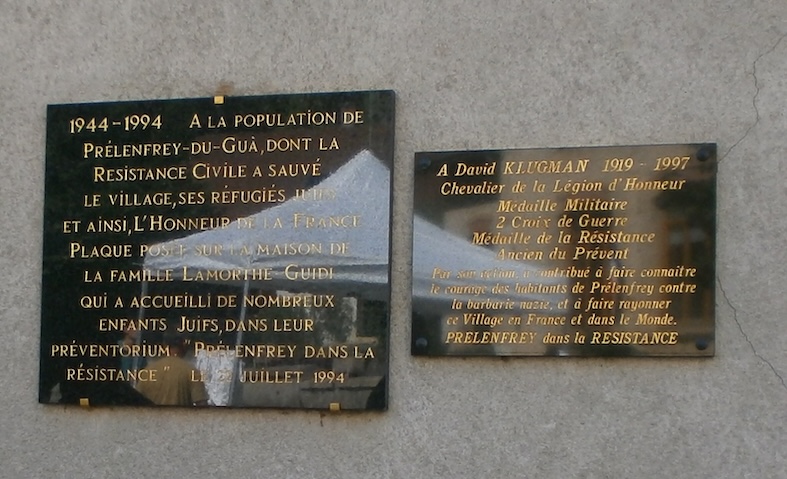 1944-1994 A LA POPULATION DE
PRÉLENFREY-DU-GUÀ, DONT LA
RESISTANCE CIVILE A SAUVÉ
LE VILLAGE, SES RÉFUGIÉS JUIFS
ET AINSI, L'HONNEUR DE LA FRANCE
PLAQUE POSÉE SUR LA MAISON DE
LA FAMILLE LAMORTHE GUIDI
QUI A ACCUEILLI DE NOMBREUX
ENFANTS JUIFS, DANS LEUR
PRÉVENTORIUM "PRÉLENFREY DANS LA
RÉSISTANCE" LE JUILLET 1994
A David KLUGMAN 1919 - 1997
Chevalier de la Légion d'Honneur
Médaille Militaire
2 Croix de Guerre
Médaille de la Résistance
Ancien du Prévent
Par son action, a contribué à faire connaître
le courage des habitants de Prélenfrey contre
la barbarie nazie, et à faire rayonner
ce Village en France et dans le Monde.
PRELENFREY dans la RESISTANCE